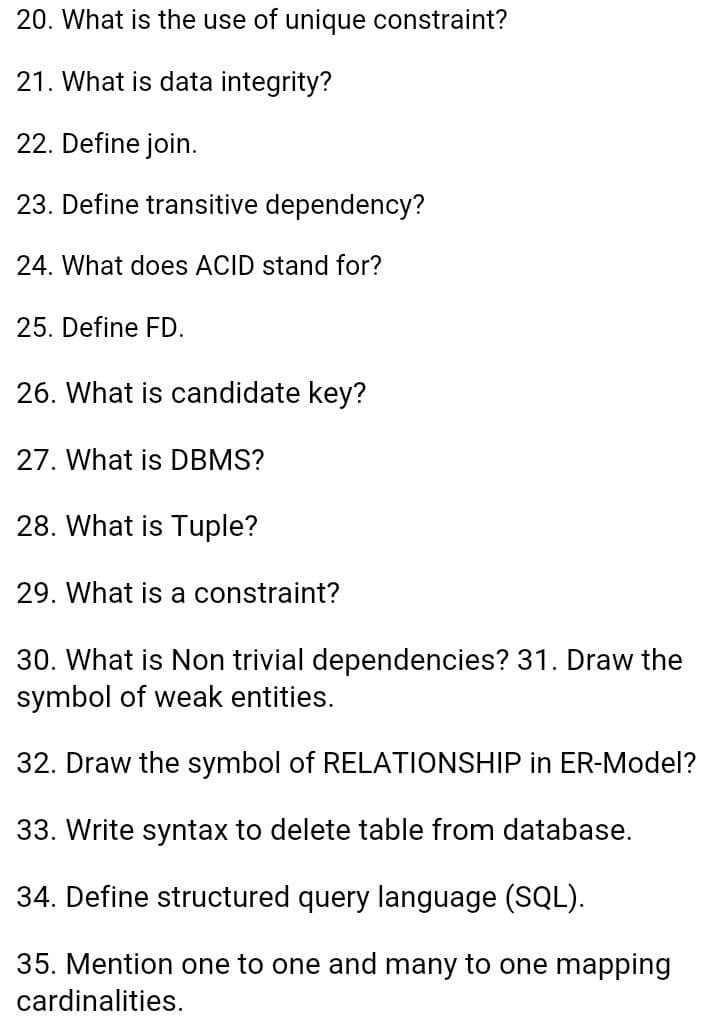 20. What is the use of unique constraint?
21. What is data integrity?
22. Define join.
23. Define transitive dependency?
24. What does ACID stand for?
25. Define FD.
26. What is candidate key?
27. What is DBMS?
28. What is Tuple?
29. What is a constraint?
30. What is Non trivial dependencies? 31. Draw the
symbol of weak entities.
32. Draw the symbol of RELATIONSHIP in ER-Model?
33. Write syntax to delete table from database.
34. Define structured query language (SQL).
35. Mention one to one and many to one mapping
cardinalities.